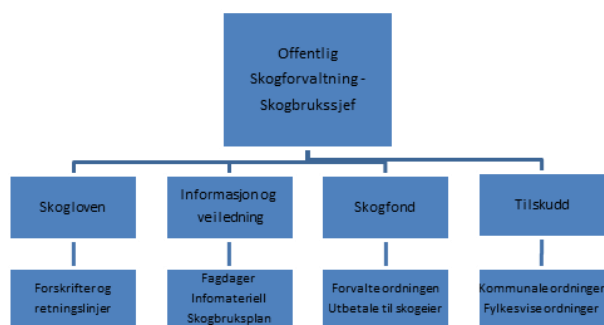 Offentlig
Skogforvaltning -
Skogbrukssjef
Skogloven
Informasjon og
veiledning
Skogfond
Tilskudd
Forskrifter og
retningslinjer
Fagdager
Infomateriell
Skogbruksplan
Forvalte ordningen
Utbetale til skogeier
Kommunale ordninger
Fylkesvise ordninger